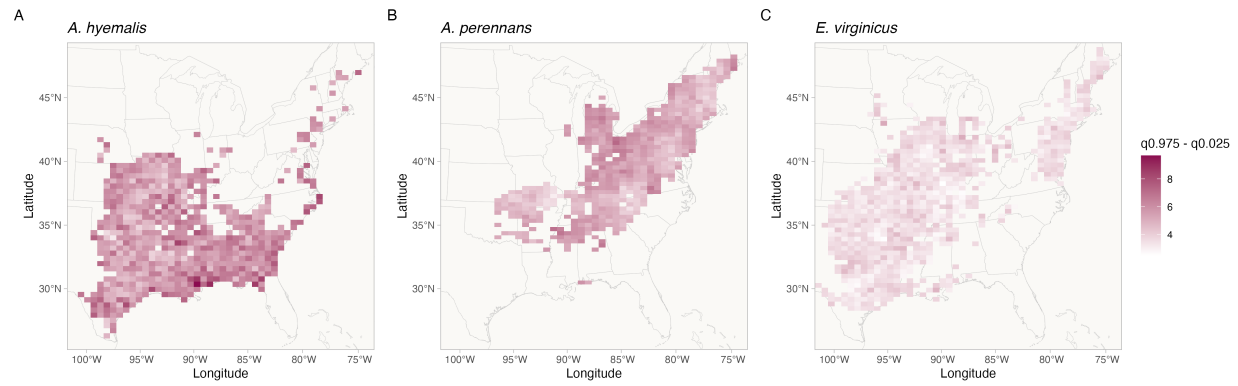 A
A. hyemalis
45°N
40°N
35°N
30°N
Latitude
100°W
95°W
90°W
85°W
80°W
75°W
Longitude
B
A. perennans
45°N
40°N
35°N
30°N
Latitude
100°W
95°W
90°W
85°W
80°W
75°W
Longitude
C
E. virginicus
45°N
40°N
35°N
30°N
Latitude
100°W
95°W
90°W
85°W
80°W
75°W
Longitude
q0.975 - q0.025
8
6
4